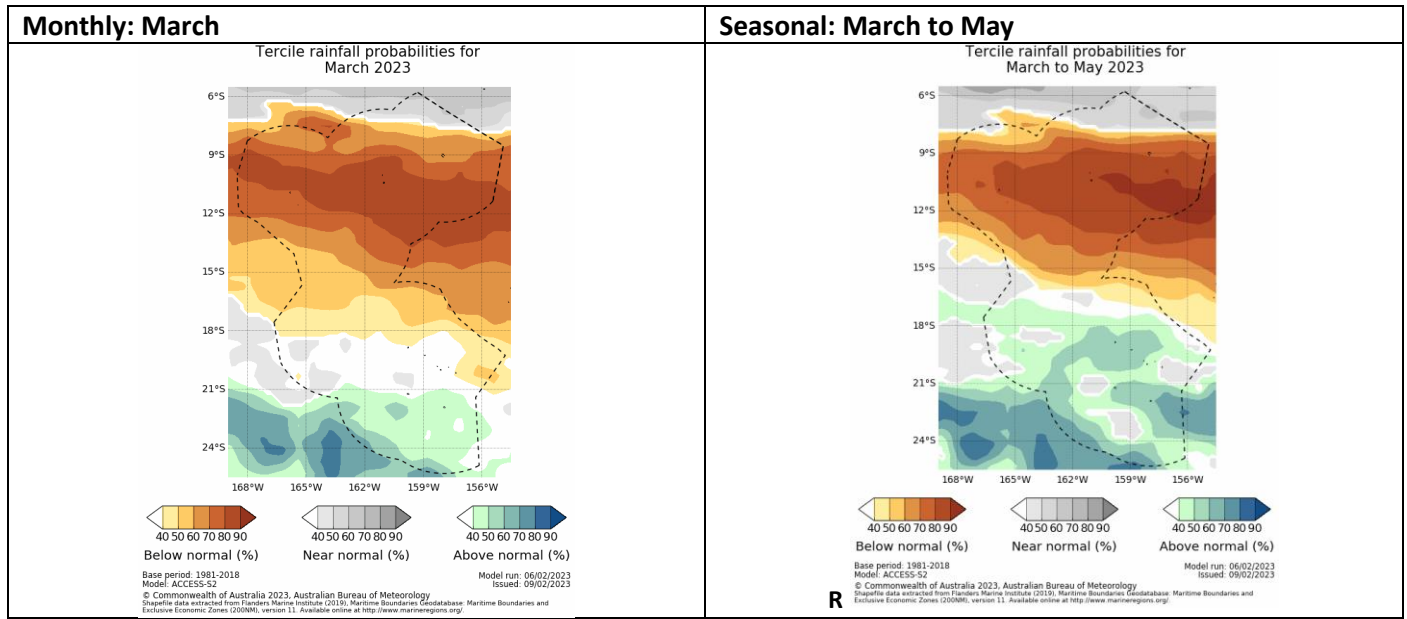 Monthly: March
Tercile rainfall probabilities for
March 2023
6°S
9°S
12°S
15°S
18°S
21°S
24°S
168°W 165°W 162°W 159°W 156°W
40 50 60 70 80 90
Below normal (%)
40 50 60 70 80 90
Near normal (%)
40 50 60 70 80 90
Above normal (%)
Base period: 1981-2018
Model: ACCESS-S2
Model run: 06/02/2023
Issued: 09/02/2023
© Commonwealth of Australia 2023, Australian Bureau of Meteorology
Shapefile data extracted from Flanders Marine Institute (2019), Maritime Boundaries Geodatabase: Maritime Boundaries and
Exclusive Economic Zones (200NM), version 11. Available online at http://www.marineregions.org/.
Seasonal: March to May
Tercile rainfall probabilities for
March to May 2023
6°S
9°S
12°S
15°S
18°S
21°S
24°S
168°W 165°W 162°W 159°W 156°W
40 50 60 70 80 90
Below normal (%)
40 50 60 70 80 90
Near normal (%)
40 50 60 70 80 90
Above normal (%)
Base period: 1981-2018
Model: ACCESS-S2
Model run: 06/02/2023
Issued: 09/02/2023
© Commonwealth of Australia 2023, Australian Bureau of Meteorology
Shapefile data extracted from Flanders Marine Institute (2019), Maritime Boundaries Geodatabase: Maritime Boundaries and
Exclusive Economic Zones (200NM), version 11. Available online at http://www.marineregions.org/.
R